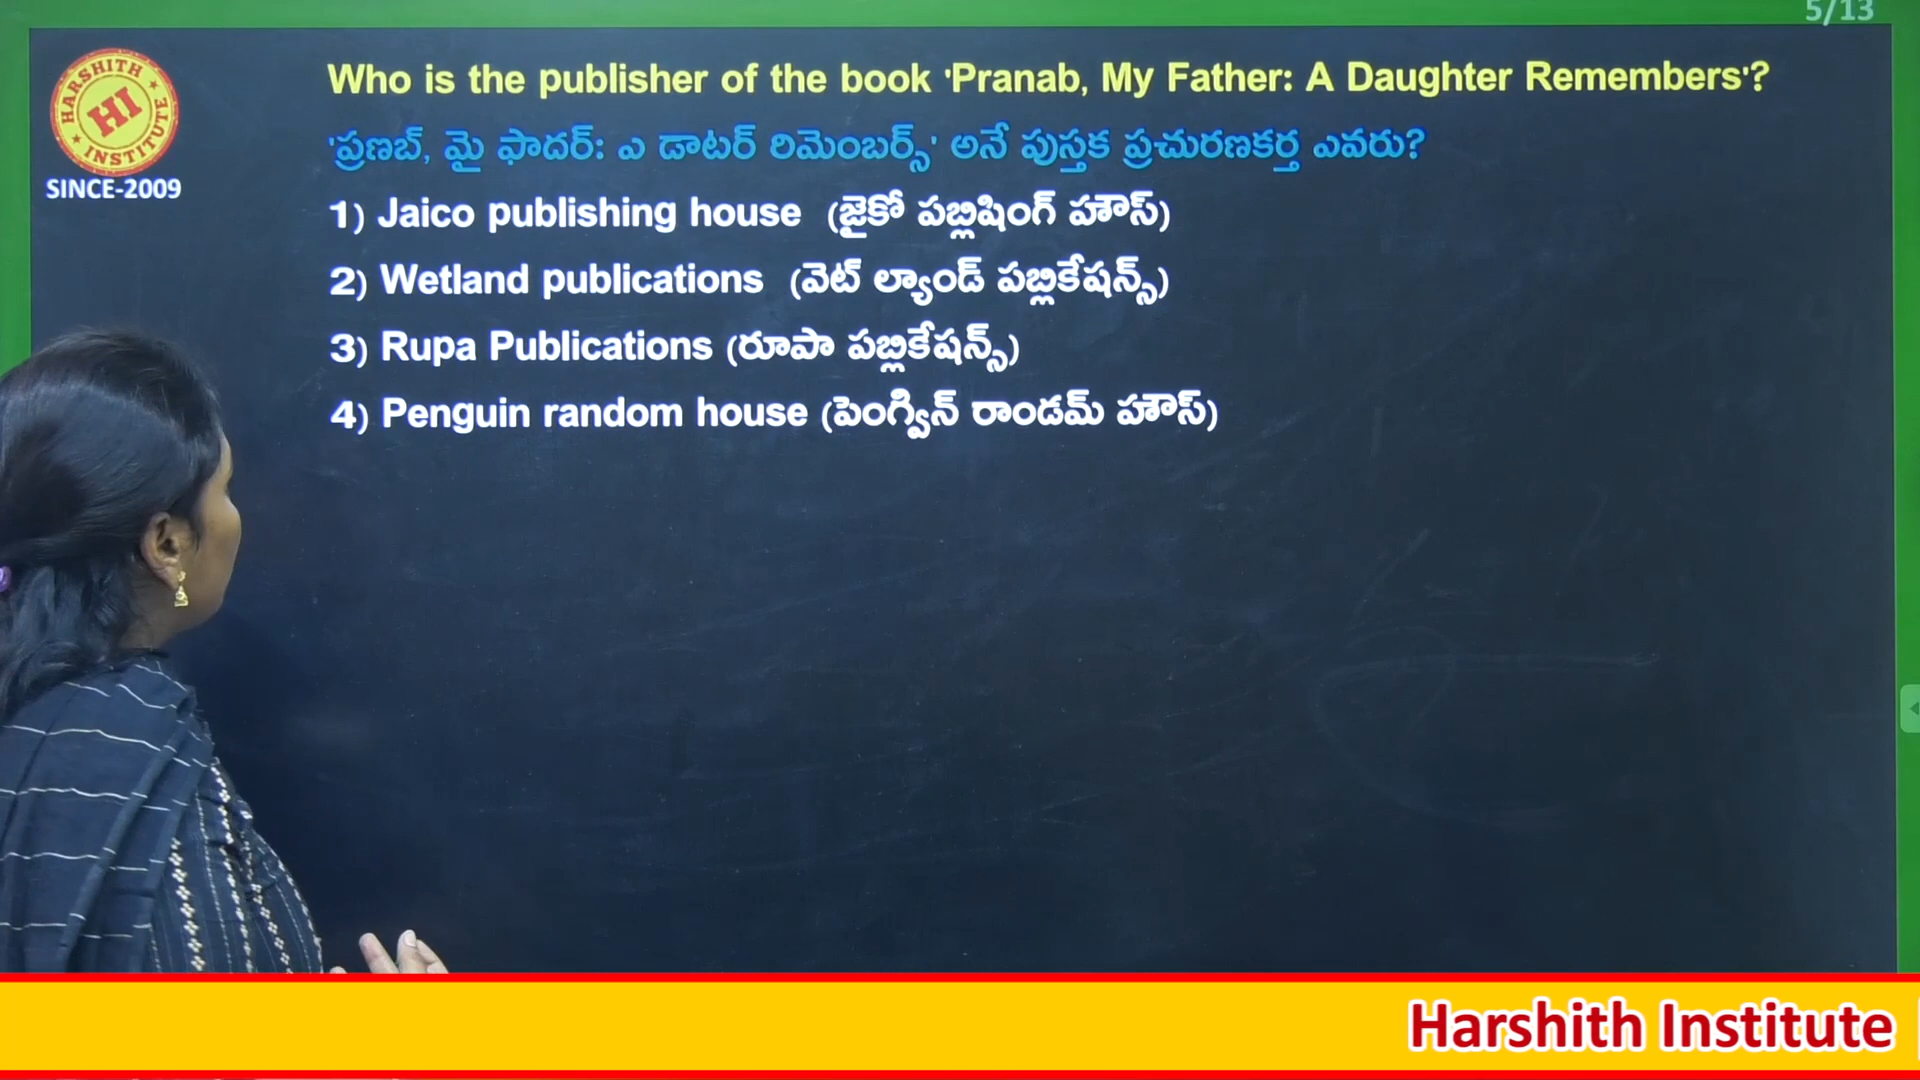 5/13
HARSHITH
HI
INSTITUTE
SINCE-2009
Who is the publisher of the book 'Pranab, My Father: A Daughter Remembers'?
'ప్రణబ్, మై ఫాదర్: ఎ డాటర్ రిమెంబర్స్' అనే పుస్తక ప్రచురణకర్త ఎవరు?
1) Jaico publishing house (జైకో పబ్లిషింగ్ హౌస్)
2) Wetland publications (వెట్ ల్యాండ్ పబ్లికేషన్స్)
3) Rupa Publications (రూపా పబ్లికేషన్స్)
4) Penguin random house (పెంగ్విన్ రాండమ్ హౌస్)
Harshith Institute